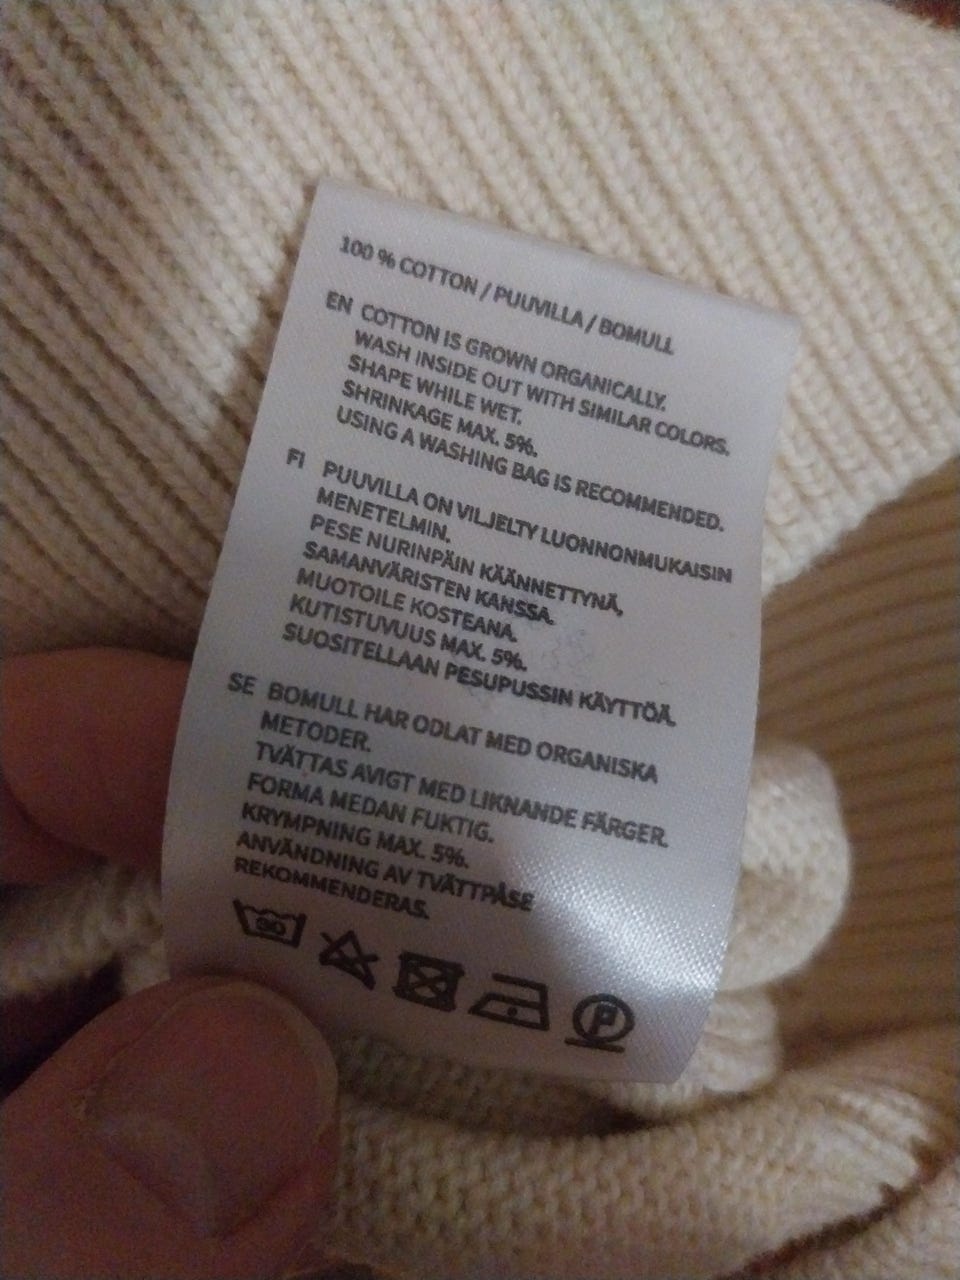 100 % COTTON / PUUVILLA / BOMULL
EN COTTON IS GROWN ORGANICALLY.
WASH INSIDE OUT WITH SIMILAR COLORS.
SHAPE WHILE WET.
SHRINKAGE MAX. 5%.
USING A WASHING BAG IS RECOMMENDED.
FI PUUVILLA ON VILJELTY LUONNONMUKAISIN
MENETELMIN.
PESE NURINPÄIN KÄÄNNETTYNÄ,
SAMANVÄRISTEN KANSSA.
MUOTOILE KOSTEANA.
KUTISTUVUUS MAX. 5%.
SUOSITELLAAN PESUPUSSIN KÄYTTÖÄ.
SE BOMULL HAR ODLAT MED ORGANISKA
METODER.
TVÄTTAS AVIGT MED LIKNANDE FÄRGER.
FORMA MEDAN FUKTIG.
KRYMPNING MAX. 5%.
ANVÄNDNING AV TVÄTTPÅSE
REKOMMENDERAS.
P